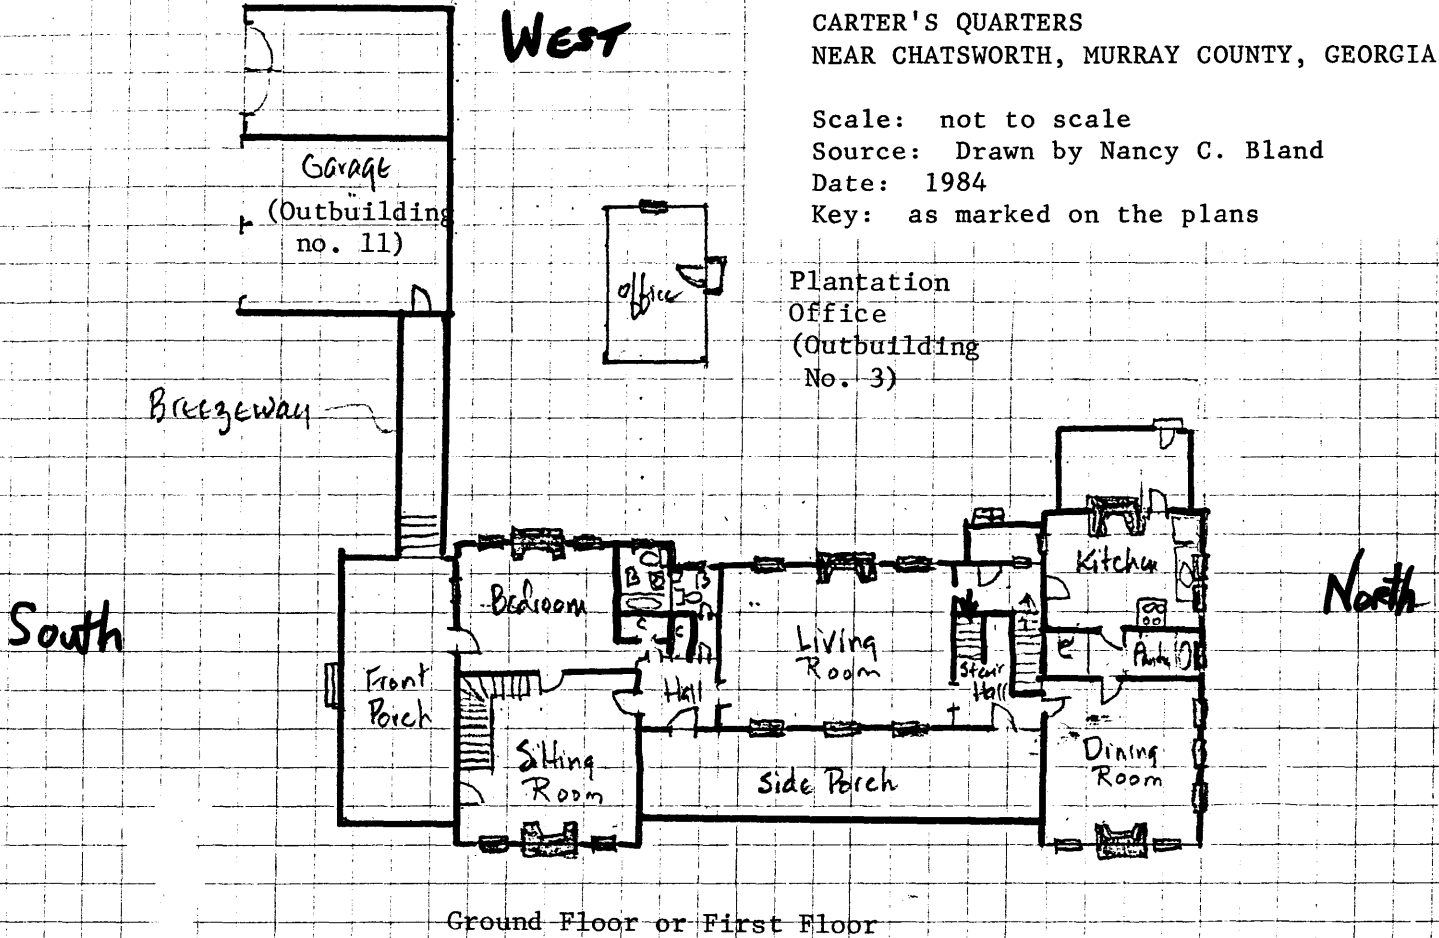 WEST
CARTER'S QUARTERS
NEAR CHATSWORTH, MURRAY COUNTY, GEORGIA
Scale: not to scale
Source: Drawn by Nancy C. Bland
Date: 1984
Key: as marked on the plans
Garage
(Outbuilding
no. 11)
Office
Plantation
Office
(Outbuilding
No. 3)
Breezeway
Kitchen
North
South
Bedroom
B
B
C
C
Living
Room
Stair
Hall
C
Pantry
Front
Porch
Hall
Sitting
Room
Side Porch
Dining
Room
Ground Floor or First Floor